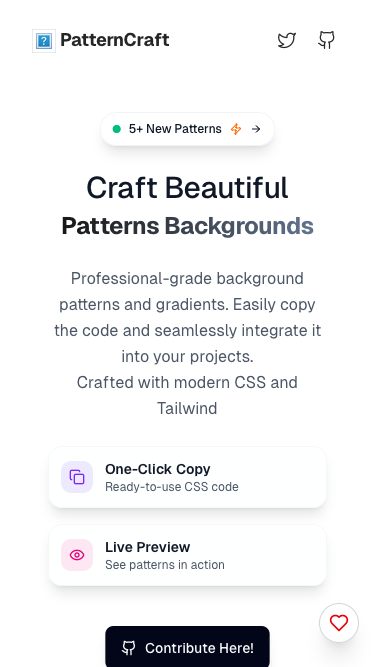 PatternCraft
5+ New Patterns
Craft Beautiful
Patterns Backgrounds
Professional-grade background
patterns and gradients. Easily copy
the code and seamlessly integrate it
into your projects.
Crafted with modern CSS and
Tailwind
One-Click Copy
Ready-to-use CSS code
Live Preview
See patterns in action
Contribute Here!